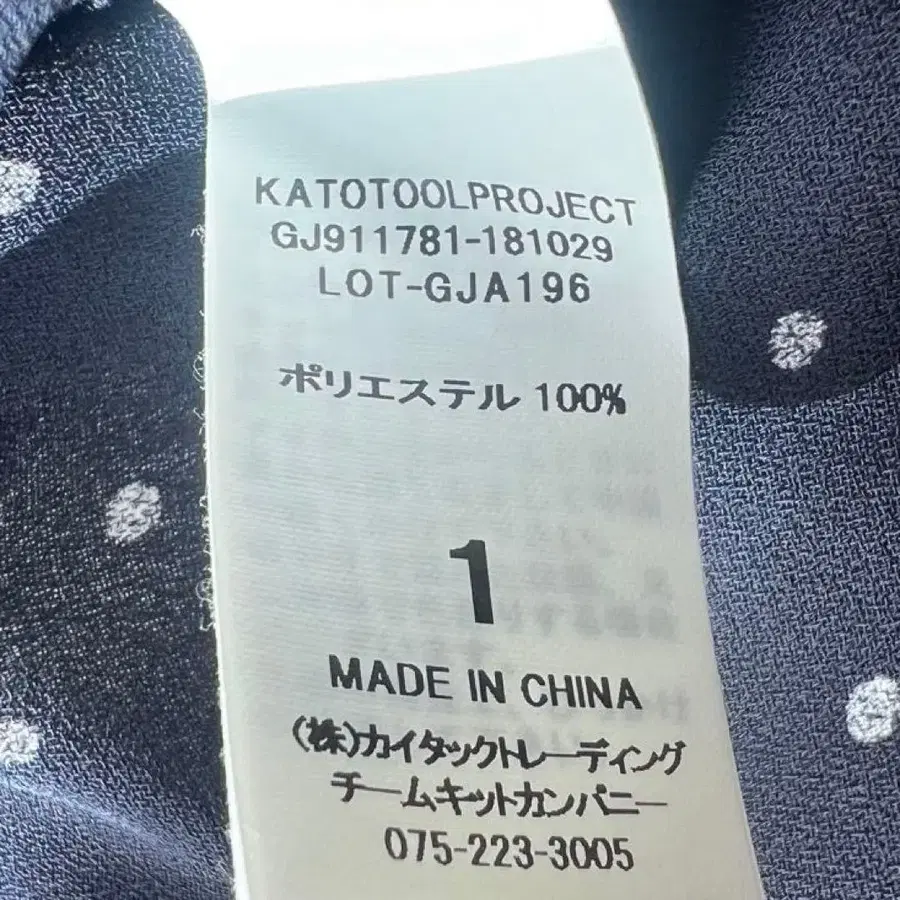 KATOTOOLPROJECT
GJ911781-181029
LOT-GJA196
ポリエステル 100%
1
MADE IN CHINA
(株)カイタックトレーディング
チームキットカンパニー
075-223-3005